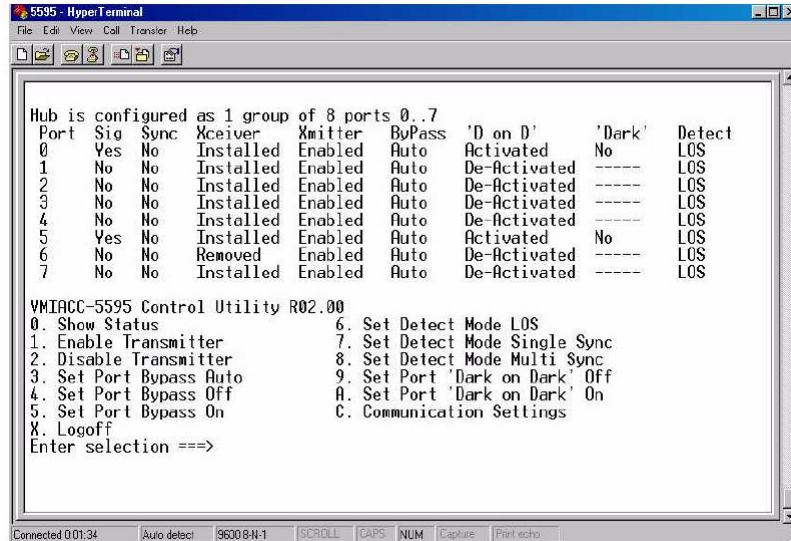 5595 - HyperTerminal
File Edit View Call Transfer Help
Hub is configured as 1 group of 8 ports 0..7
Port Sig Sync Xceiver Xmitter ByPass 'D on D' 'Dark' Detect
0 Yes No Installed Enabled Auto Activated No LOS
1 No No Installed Enabled Auto De-Activated ----- LOS
2 No No Installed Enabled Auto De-Activated ----- LOS
3 No No Installed Enabled Auto De-Activated ----- LOS
4 No No Installed Enabled Auto De-Activated ----- LOS
5 Yes No Installed Enabled Auto Activated No LOS
6 No No Removed Enabled Auto De-Activated ----- LOS
7 No No Installed Enabled Auto De-Activated ----- LOS
VMIACC-5595 Control Utility R02.00
0. Show Status 6. Set Detect Mode LOS
1. Enable Transmitter 7. Set Detect Mode Single Sync
2. Disable Transmitter 8. Set Detect Mode Multi Sync
3. Set Port Bypass Auto 9. Set Port 'Dark on Dark' Off
4. Set Port Bypass Off A. Set Port 'Dark on Dark' On
5. Set Port Bypass On C. Communication Settings
X. Logoff
Enter selection ===>
Connected 0:01:34 Auto detect 9600 8-N-1 SCROLL CAPS NUM Capture Print echo